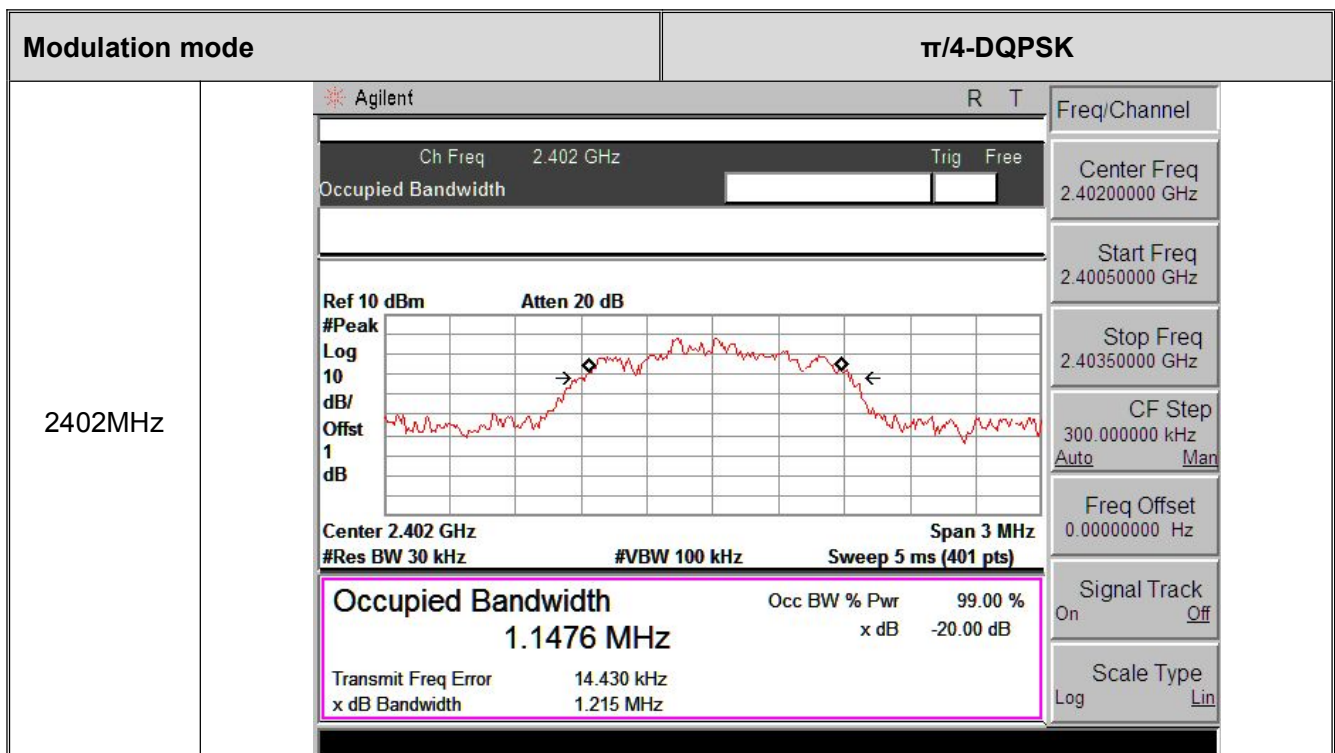 Modulation mode π/4-DQPSK
2402MHz
Agilent R T
Ch Freq 2.402 GHz Trig Free
Occupied Bandwidth
Ref 10 dBm Atten 20 dB
#Peak
Log
10
dB/
Offst
1
dB
Center 2.402 GHz Span 3 MHz
#Res BW 30 kHz #VBW 100 kHz Sweep 5 ms (401 pts)
Occupied Bandwidth Occ BW % Pwr 99.00 %
1.1476 MHz x dB -20.00 dB
Transmit Freq Error 14.430 kHz
x dB Bandwidth 1.215 MHz
Freq/Channel
Center Freq
2.40200000 GHz
Start Freq
2.40050000 GHz
Stop Freq
2.40350000 GHz
CF Step
300.000000 kHz
Auto Man
Freq Offset
0.00000000 Hz
Signal Track
On Off
Scale Type
Log Lin